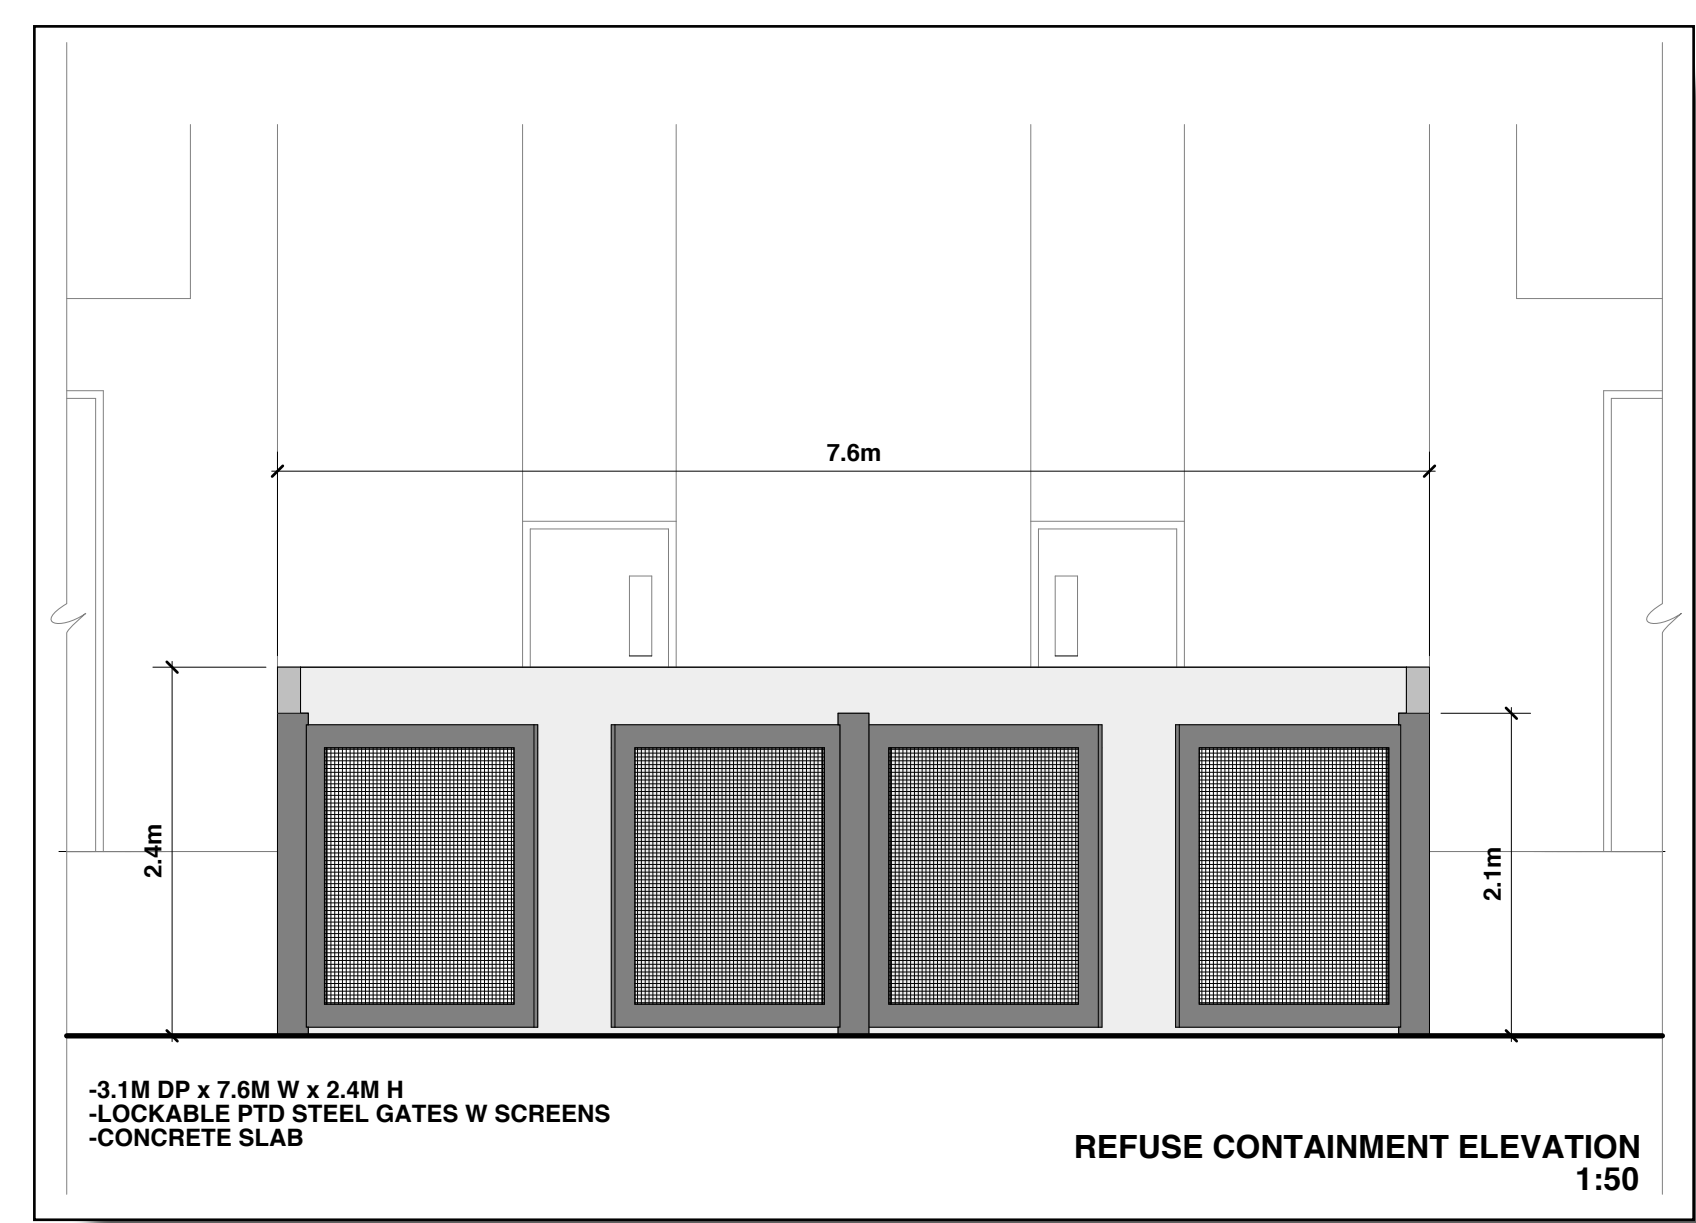 7.6m
2.4m
2.1m
-3.1M DP x 7.6M W x 2.4M H
-LOCKABLE PTD STEEL GATES W SCREENS
-CONCRETE SLAB
REFUSE CONTAINMENT ELEVATION
1:50